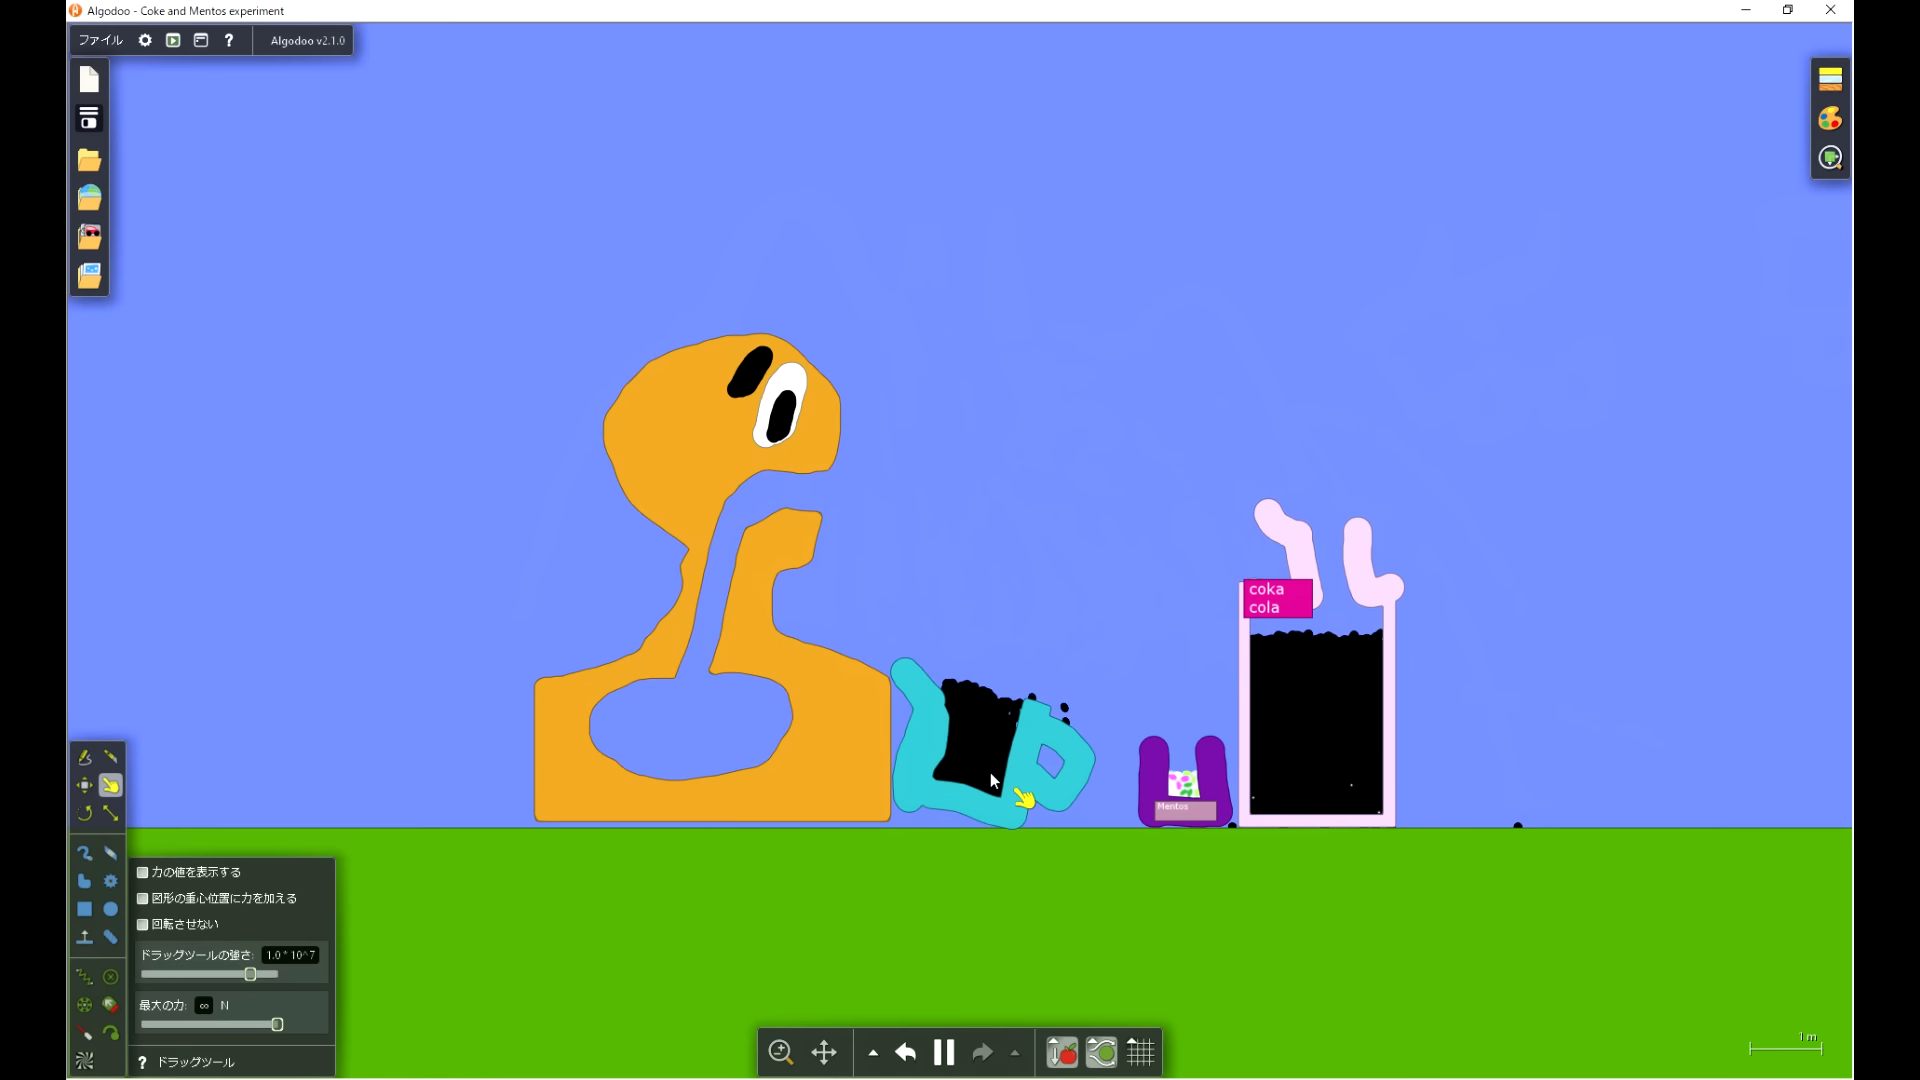 Algodoo - Coke and Mentos experiment
ファイル
?
Algodoo v2.1.0
coka
cola
Mentos
力の値を表示する
図形の重心位置に力を加える
回転させない
ドラッグツールの強さ: 1.0 * 10^7
最大の力: ∞ N
? ドラッグツール
1 m